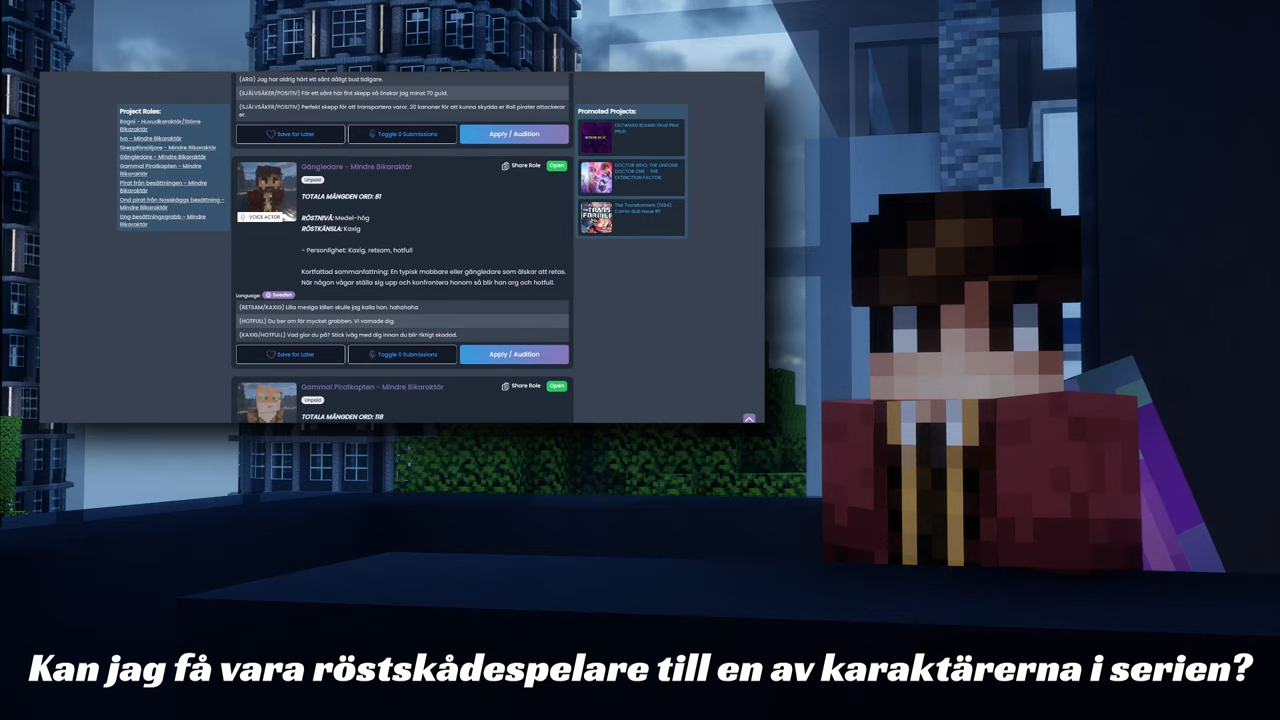 (ARG) Jag har aldrig hört ett sånt dåligt bud tidigare.
(SJÄLVSÄKER/POSITIV) För ett sånt här fint skepp så önskar jag minst 70 guld.
(SJÄLVSÄKER/POSITIV) Perfekt skepp för att transportera varor. 20 kanoner för att kunna skydda er ifall pirater attackerar
er.
Save for Later
Toggle 0 Submissions
Apply / Audition
Project Roles:
Rogni - Huvudkaraktär/Större
Bikaraktär
Ivo - Mindre Bikaraktär
Skeppförsäljare - Mindre Bikaraktär
Gängledare - Mindre Bikaraktär
Gammal Piratkapten - Mindre
Bikaraktär
Pirat från besättningen - Mindre
Bikaraktär
Ond pirat från Nosskäggs besättning -
Mindre Bikaraktär
Ung besättningsgrabb - Mindre
Bikaraktär
Gängledare - Mindre Bikaraktär
Share Role
Open
Unpaid
TOTALA MÄNGDEN ORD: 81
VOICE ACTOR
RÖSTNIVÅ: Medel-hög
RÖSTKÄNSLA: Kaxig
- Personlighet: Kaxig, retsam, hotfull
Kortfattad sammanfattning: En typisk mobbare eller gängledare som älskar att retas.
När någon vågar ställa sig upp och konfrontera honom så blir han arg och hotfull.
Language: Swedish
(RETSAM/KAXIG) Lilla mesiga killen skulle jag kalla han. hahahaha
(HOTFULL) Du ber om för mycket grabben. Vi varnade dig.
(KAXIG/HOTFULL) Vad glor du på? Stick iväg med dig innan du blir riktigt skadad.
Save for Later
Toggle 0 Submissions
Apply / Audition
Gammal Piratkapten - Mindre Bikaraktär
Share Role
Open
Unpaid
TOTALA MÄNGDEN ORD: 118
Promoted Projects:
OUTWARD BOUND Final Pilot
Pitch
DOCTOR WHO: THE UNDONE
DOCTOR ONE - THE
EXTINCTION FACTOR.
The Transformers (1984)
Comic dub Issue #1
Kan jag få vara röstskådespelare till en av karaktärerna i serien?